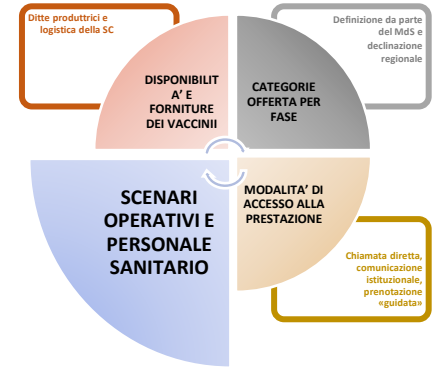 Ditte produttrici e
logistica della SC
Definizione da parte
del MdS e
declinazione
regionale
DISPONIBILIT
A’ E
FORNITURE
DEI VACCINII
CATEGORIE
OFFERTA PER
FASE
SCENARI
OPERATIVI E
PERSONALE
SANITARIO
MODALITA’ DI
ACCESSO ALLA
PRESTAZIONE
Chiamata diretta,
comunicazione
istituzionale,
prenotazione
«guidata»